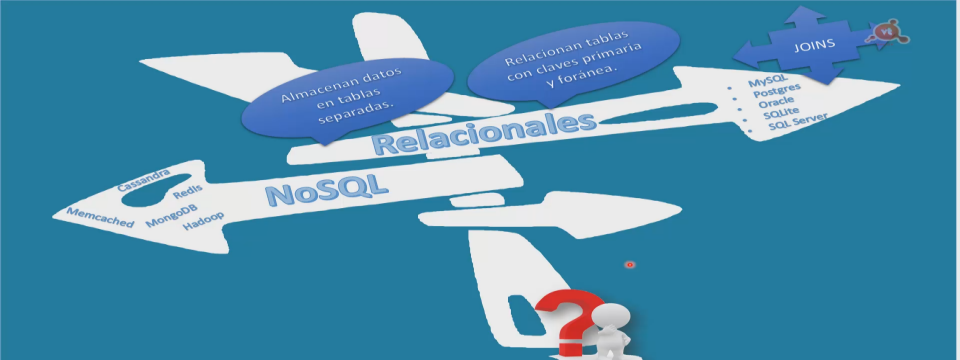 Almacenan datos
en tablas
separadas.
Relacionan tablas
con claves primaria
y foránea.
JOINS
• MySQL
• Postgres
• Oracle
• SQLite
• SQL Server
Relacionales
NoSQL
Cassandra
Redis
Memcached
MongoDB
Hadoop